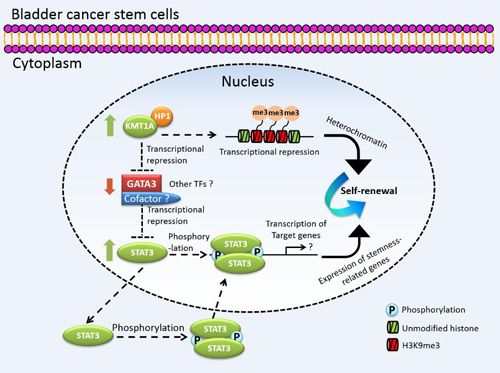 Bladder cancer stem cells
Cytoplasm
Nucleus
HP1
KMT1A
me3 me3 me3
Heterochromatin
Transcriptional
repression
Transcriptional repression
GATA3
Other TFs ?
Cofactor ?
Self-renewal
Transcriptional
repression
STAT3
Phosphory
-lation
STAT3
P
P
STAT3
Transcription of
Target genes
?
Expression of stemness-
related genes
STAT3
Phosphorylation
STAT3
P
P
STAT3
P Phosphorylation
Unmodified histone
H3K9me3